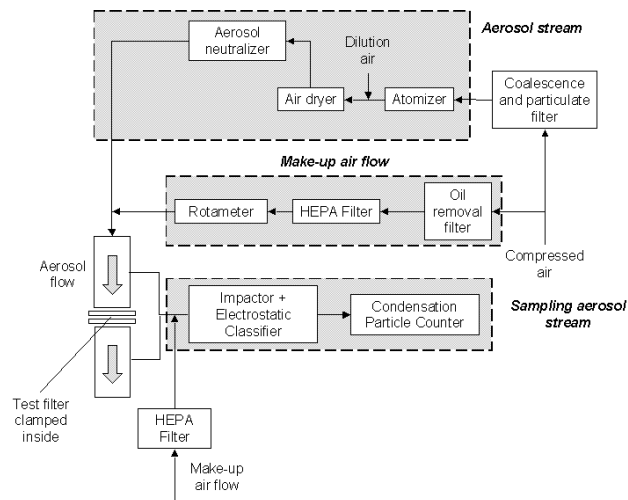 Aerosol stream
Aerosol
neutralizer
Dilution
air
Air dryer
Atomizer
Coalescence
and particulate
filter
Make-up air flow
Rotameter
HEPA Filter
Oil
removal
filter
Compressed
air
Aerosol
flow
Impactor +
Electrostatic
Classifier
Condensation
Particle Counter
Sampling aerosol
stream
Test filter
clamped
inside
HEPA
Filter
Make-up
air flow